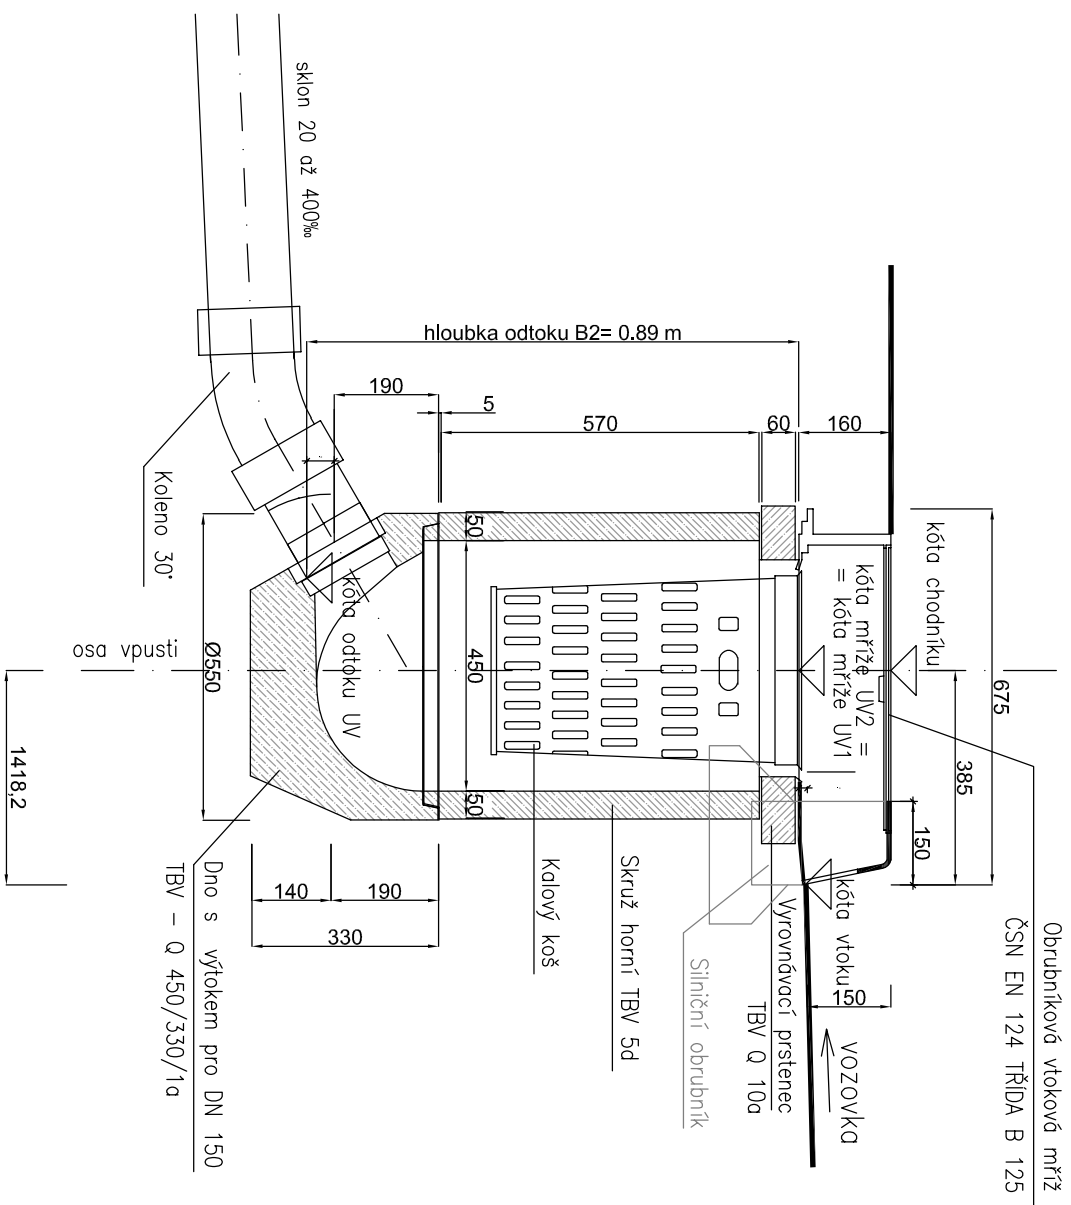 Obrubníková vtoková mříž
ČSN EN 124 TŘÍDA B 125
kóta chodníku
675
385
150
kóta mříže UV2 =
= kóta mříže UV1
kóta vtoku
150
VOZOVKA
160
60
570
5
190
hloubka odtoku B2= 0.89 m
Vyrovnávací prstenec
TBV Q 10a
Silniční obrubník
Skruž horní TBV 5d
Kalový koš
50
450
50
kóta odtoku UV
190
140
330
Ø550
osa vpusti
1418,2
Dno s výtokem pro DN 150
TBV - Q 450/330/1a
sklon 20 až 400‰
Koleno 30°